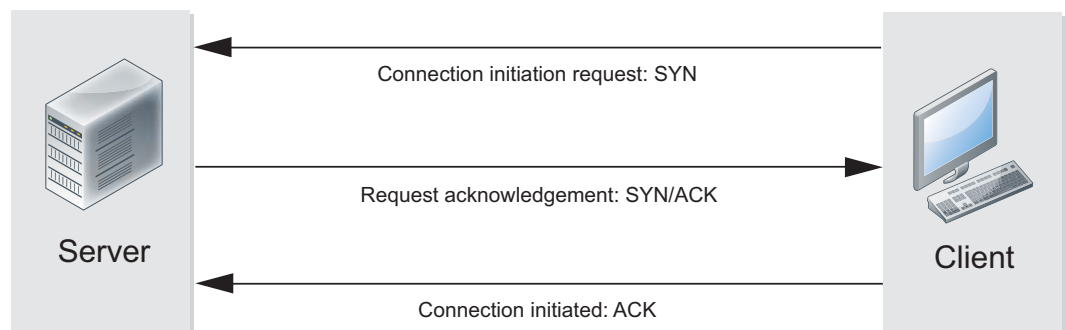 Connection initiation request: SYN
Request acknowledgement: SYN/ACK
Server
Client
Connection initiated: ACK